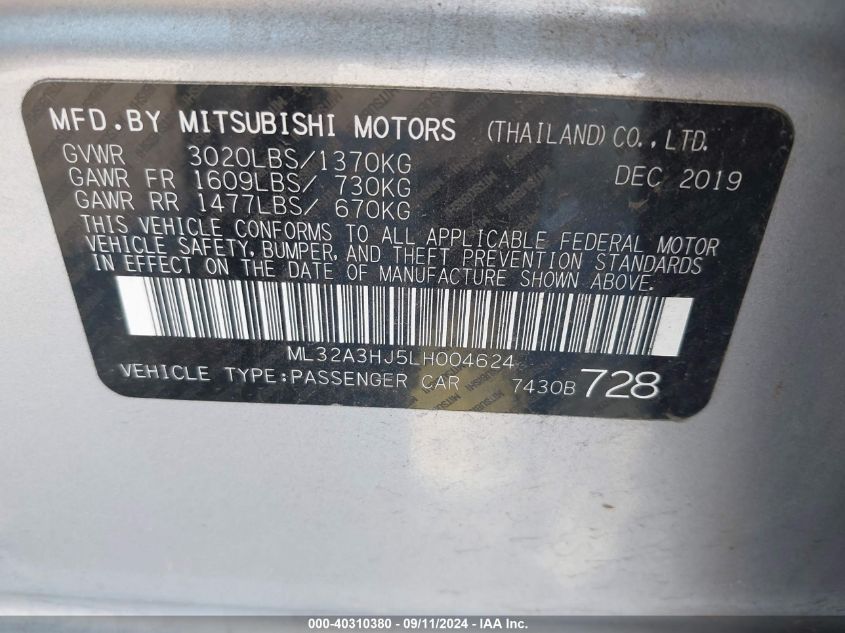 MFD.BY MITSUBISHI MOTORS (THAILAND) CO., LTD.
GVWR 3020LBS/1370KG DEC 2019
GAWR FR 1609LBS/ 730KG
GAWR RR 1477LBS/ 670KG
THIS VEHICLE CONFORMS TO ALL APPLICABLE FEDERAL MOTOR
VEHICLE SAFETY, BUMPER, AND THEFT PREVENTION STANDARDS
IN EFFECT ON THE DATE OF MANUFACTURE SHOWN ABOVE.
ML32A3HJ5LH004624
VEHICLE TYPE:PASSENGER CAR 7430B 728
000-40310380 - 09/11/2024 - IAA Inc.